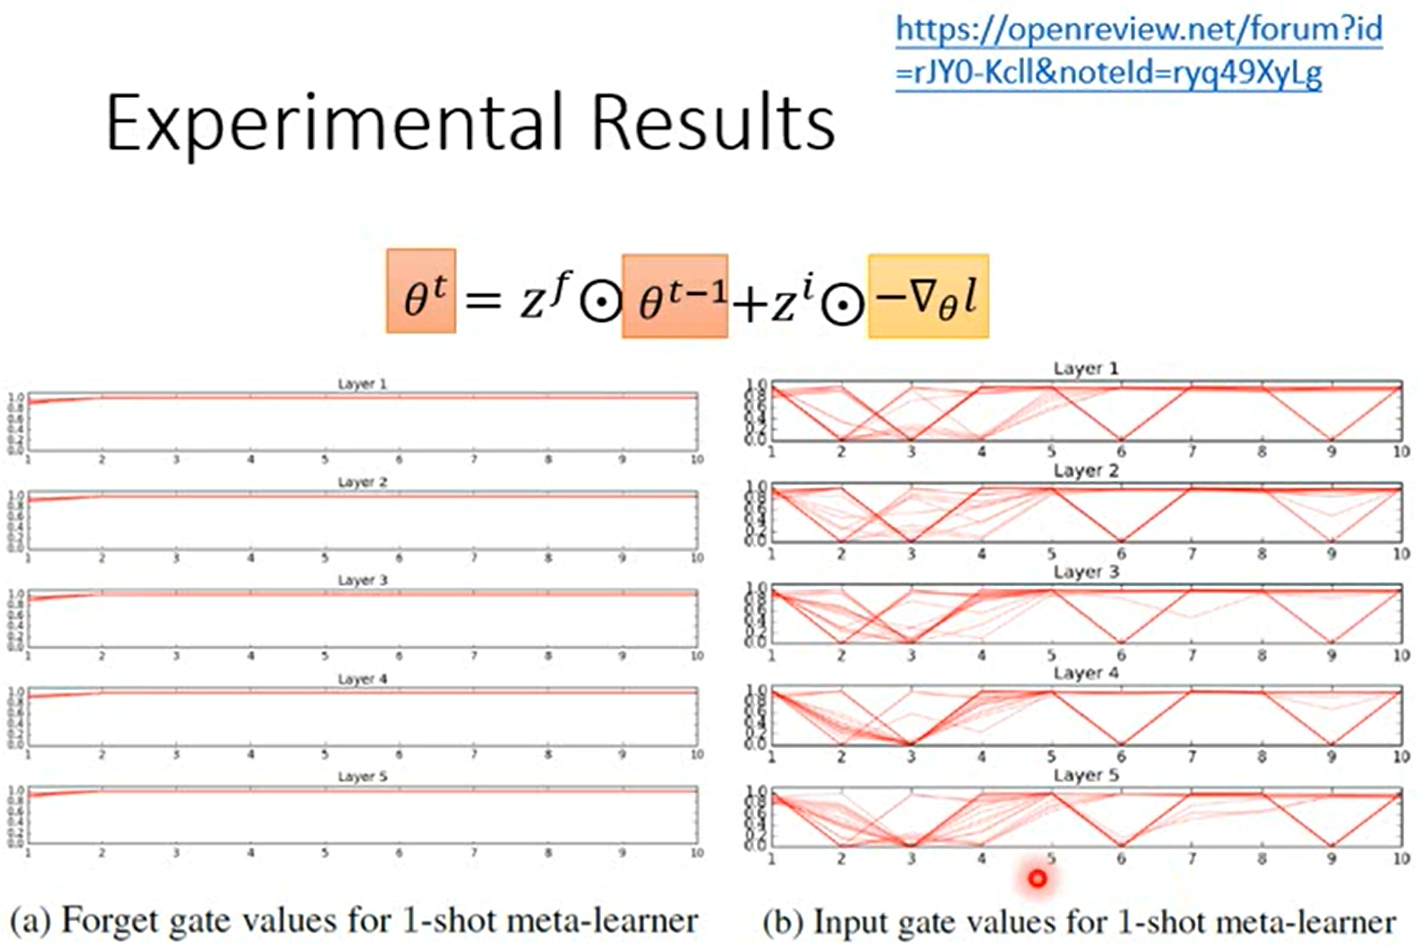 https://openreview.net/forum?id
=rJY0-Kcll&noteId=ryq49XyLg
Experimental Results
θ^t = z^f ⊙ θ^{t−1} + z^i ⊙ −∇_θ l
Layer 1
1.0
0.8
0.6
0.4
0.2
0.0
1 2 3 4 5 6 7 8 9 10
Layer 2
1.0
0.8
0.6
0.4
0.2
0.0
1 2 3 4 5 6 7 8 9 10
Layer 3
1.0
0.8
0.6
0.4
0.2
0.0
1 2 3 4 5 6 7 8 9 10
Layer 4
1.0
0.8
0.6
0.4
0.2
0.0
1 2 3 4 5 6 7 8 9 10
Layer 5
1.0
0.8
0.6
0.4
0.2
0.0
1 2 3 4 5 6 7 8 9 10
(a) Forget gate values for 1-shot meta-learner
Layer 1
1.0
0.8
0.6
0.4
0.2
0.0
1 2 3 4 5 6 7 8 9 10
Layer 2
1.0
0.8
0.6
0.4
0.2
0.0
1 2 3 4 5 6 7 8 9 10
Layer 3
1.0
0.8
0.6
0.4
0.2
0.0
1 2 3 4 5 6 7 8 9 10
Layer 4
1.0
0.8
0.6
0.4
0.2
0.0
1 2 3 4 5 6 7 8 9 10
Layer 5
1.0
0.8
0.6
0.4
0.2
0.0
1 2 3 4 5 6 7 8 9 10
(b) Input gate values for 1-shot meta-learner